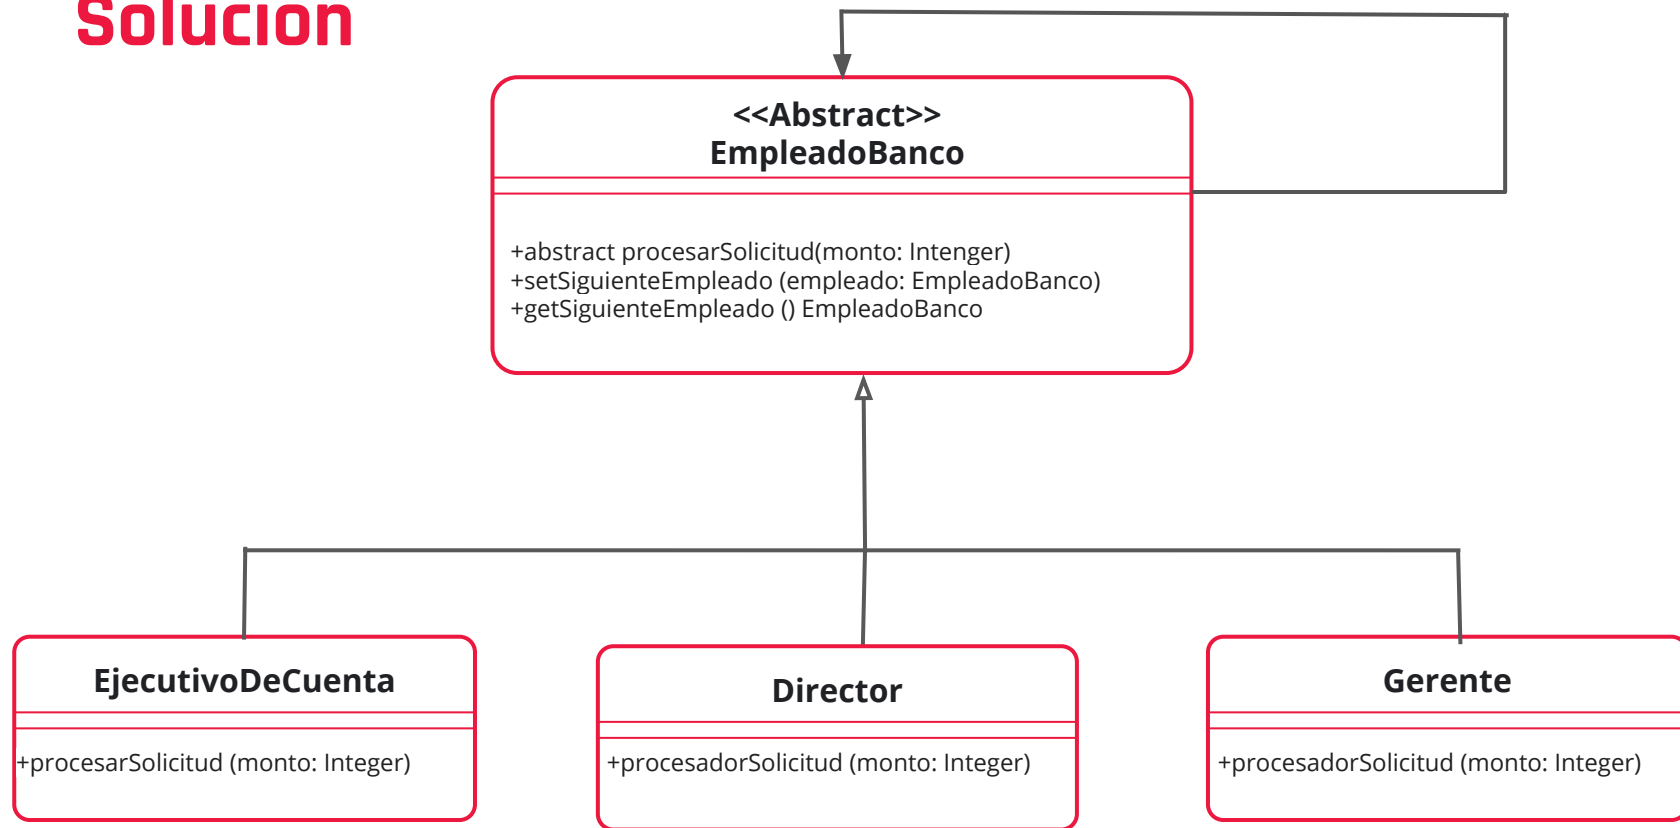 Solución
<<Abstract>>
EmpleadoBanco
+abstract procesarSolicitud(monto: Intenger)
+setSiguienteEmpleado (empleado: EmpleadoBanco)
+getSiguienteEmpleado () EmpleadoBanco
EjecutivoDeCuenta
+procesarSolicitud (monto: Integer)
Director
+procesadorSolicitud (monto: Integer)
Gerente
+procesadorSolicitud (monto: Integer)